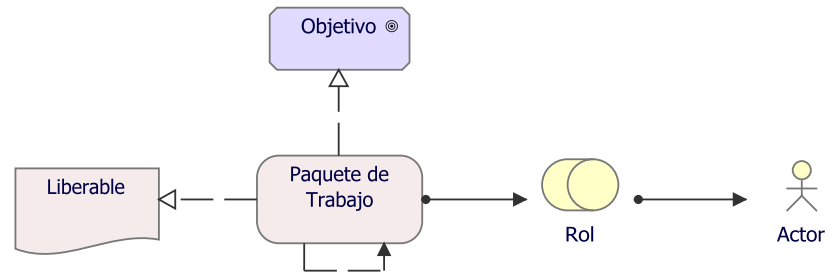 Objetivo
Liberable
Paquete de
Trabajo
Rol
Actor